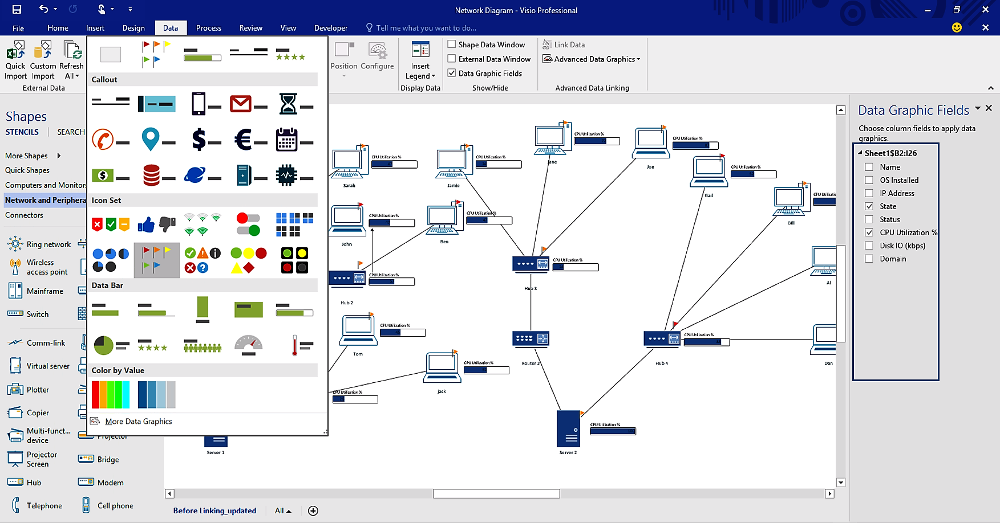 Network Diagram - Visio Professional
File
Home
Insert
Design
Data
Process
Review
View
Developer
Tell me what you want to do...
Quick
Import
Custom
Import
Refresh
All
External Data
Position
Configure
Insert
Legend
Display Data
Shape Data Window
External Data Window
Data Graphic Fields
Show/Hide
Link Data
Advanced Data Graphics
Advanced Data Linking
Shapes
STENCILS
SEARCH
More Shapes
Quick Shapes
Computers and Monitors
Network and Periphera
Connectors
Ring network
Wireless
access point
Mainframe
Switch
Comm-link
Virtual server
Plotter
Copier
Multi-funct...
device
Projector
Projector
Screen
Bridge
Hub
Modem
Telephone
Cell phone
Callout
Icon Set
Data Bar
Color by Value
More Data Graphics
CPU Utilization %
Sarah
CPU Utilization %
Jamie
CPU Utilization %
Jane
CPU Utilization %
Joe
CPU Utilization %
Gail
CPU Utilization
Bill
CPU Utilization %
John
CPU Utilization %
Ben
CPU Utilization %
Hub 2
CPU Utilization %
Hub 3
Al
CPU Utilization %
Tom
Router 2
CPU Utilization %
Hub 4
Dan
CPU Utilization %
Jack
CPU Utilization %
CPU Utilization %
Server 1
Server 2
Before Linking_updated
All
Data Graphic Fields
Choose column fields to apply data
graphics.
Sheet1$B2:I26
Name
OS Installed
IP Address
State
Status
CPU Utilization %
Disk IO (kbps)
Domain